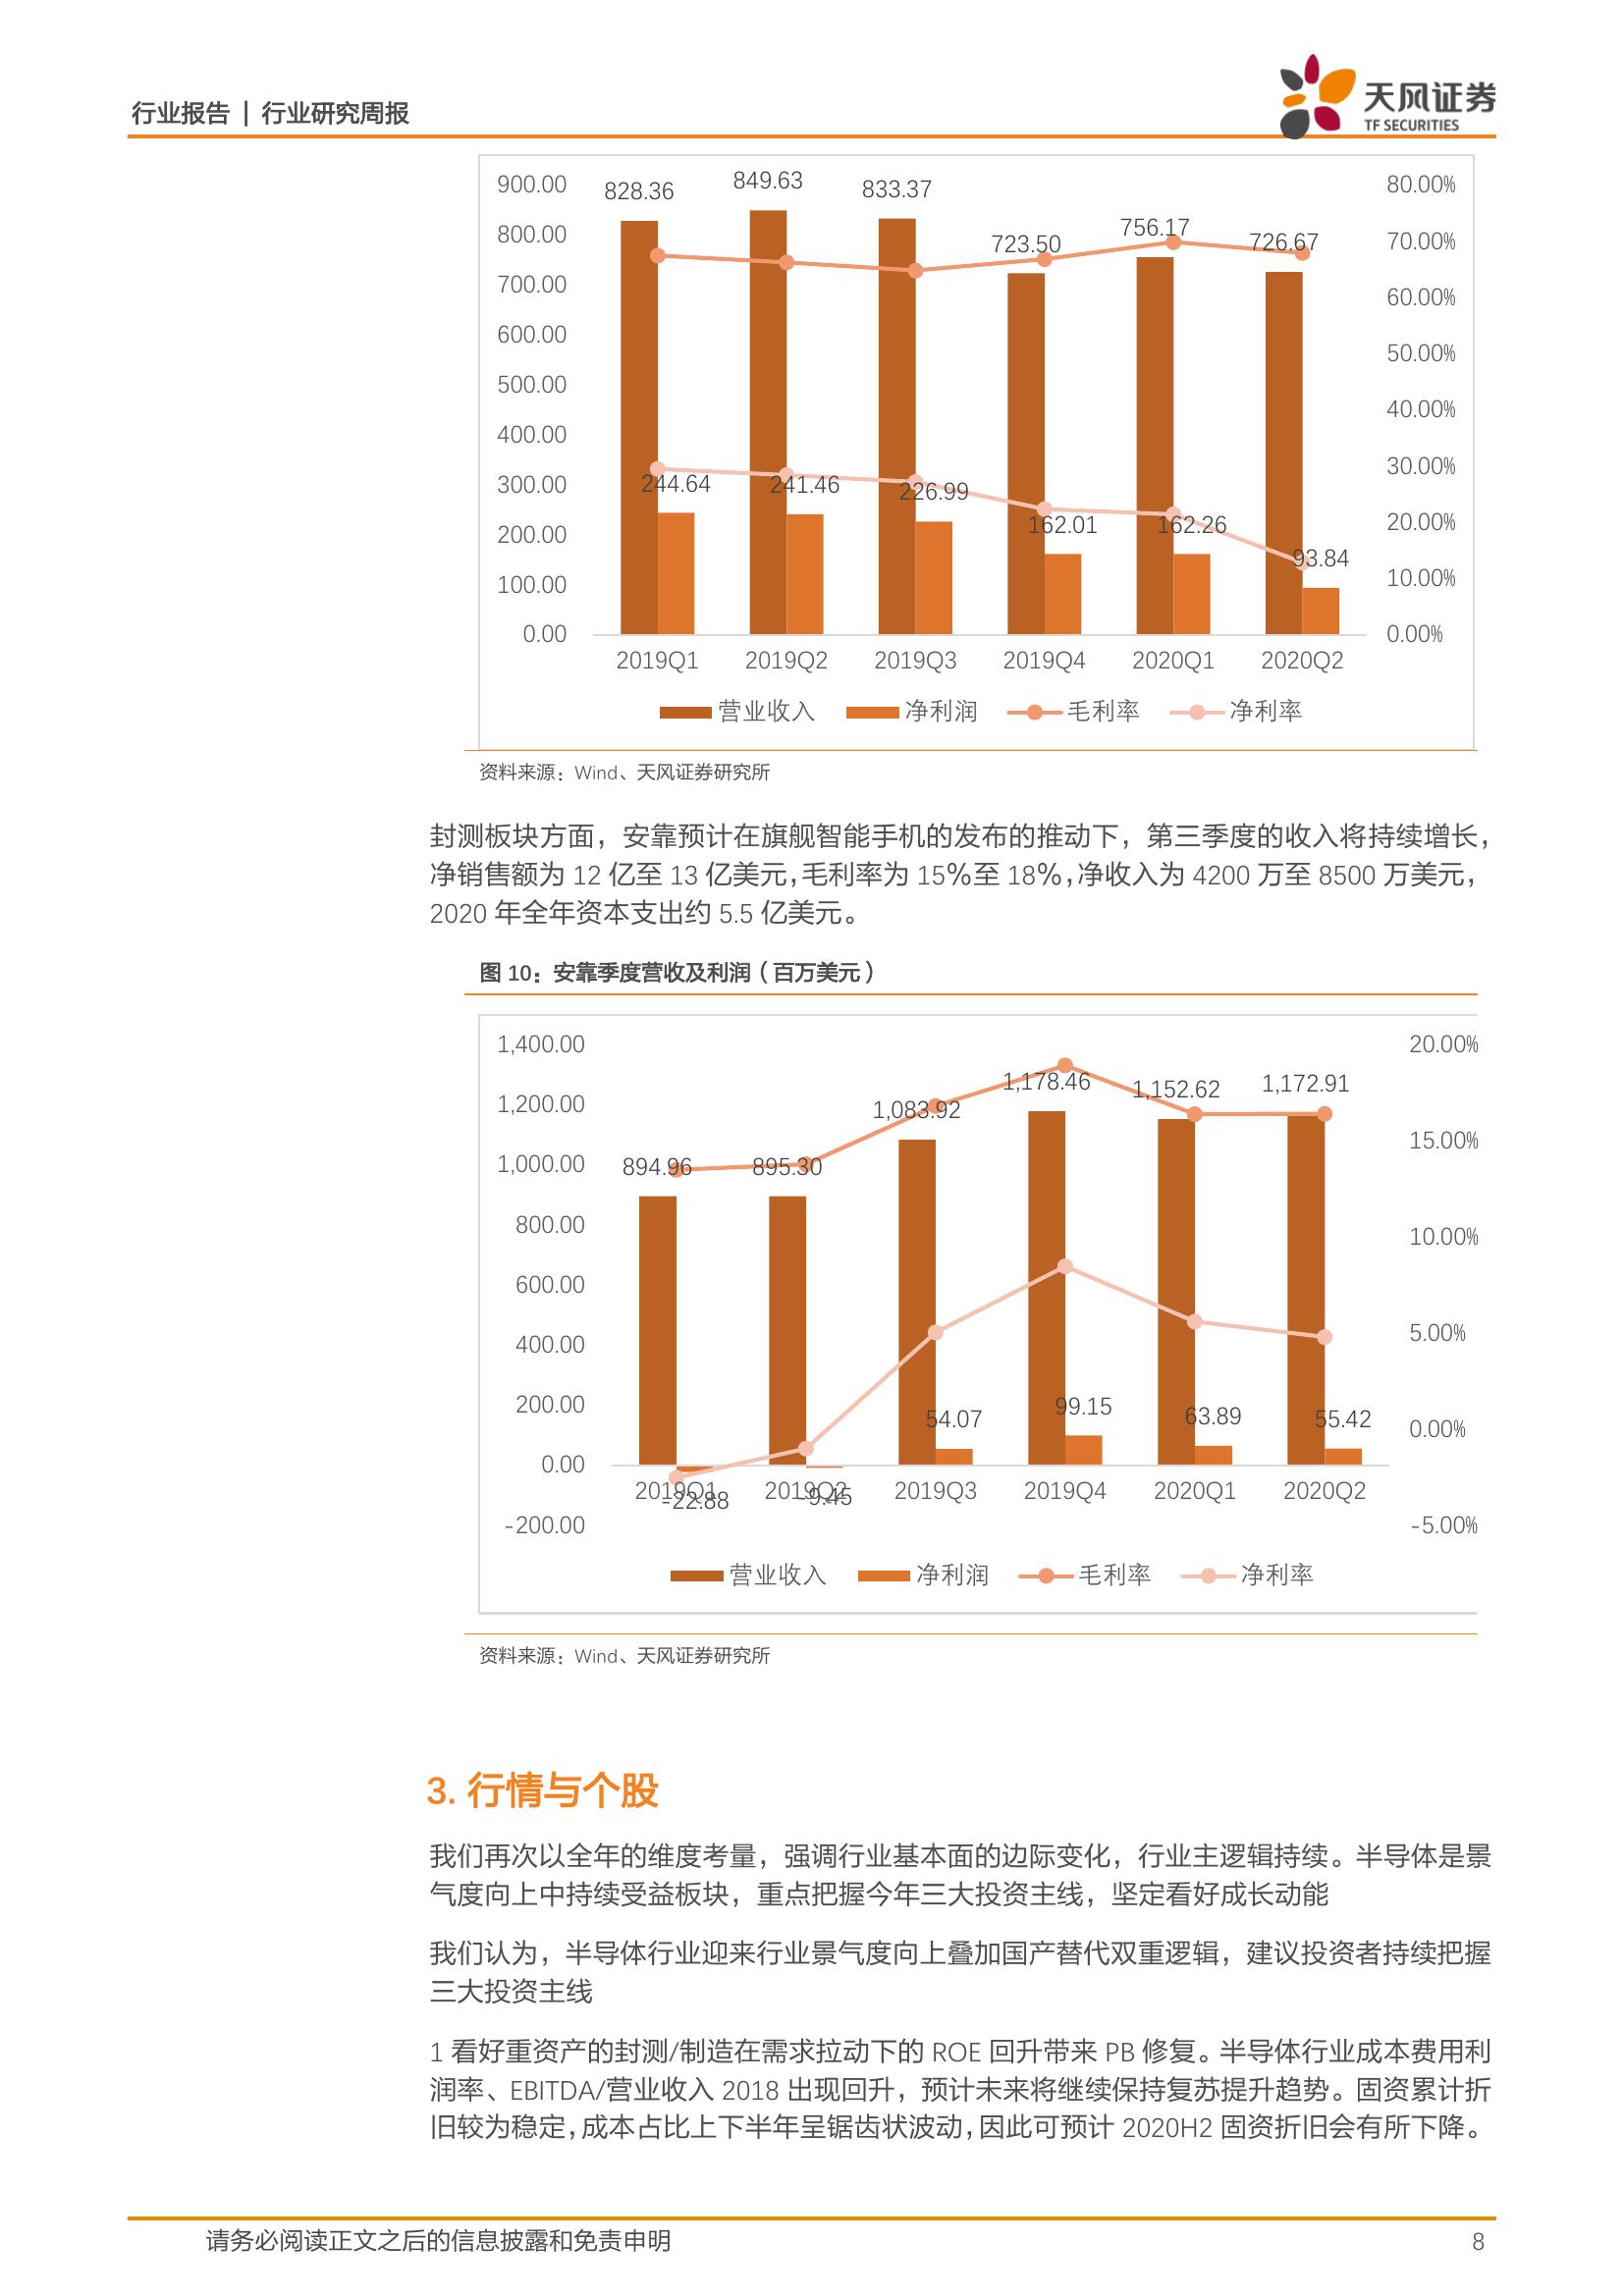 行业报告 | 行业研究周报
天风证券
TF SECURITIES
900.00
800.00
700.00
600.00
500.00
400.00
300.00
200.00
100.00
0.00
828.36
849.63
833.37
723.50
756.17
726.67
244.64
241.46
226.99
162.01
162.26
93.84
80.00%
70.00%
60.00%
50.00%
40.00%
30.00%
20.00%
10.00%
0.00%
2019Q1 2019Q2 2019Q3 2019Q4 2020Q1 2020Q2
营业收入 净利润 毛利率 净利率
资料来源：Wind、天风证券研究所
封测板块方面，安靠预计在旗舰智能手机的发布的推动下，第三季度的收入将持续增长，
净销售额为 12 亿至 13 亿美元，毛利率为 15%至 18%，净收入为 4200 万至 8500 万美元，
2020 年全年资本支出约 5.5 亿美元。
图 10：安靠季度营收及利润（百万美元）
1,400.00
1,200.00
1,000.00
800.00
600.00
400.00
200.00
0.00
-200.00
894.96
895.30
1,083.92
1,178.46
1,152.62
1,172.91
-22.88
-9.45
54.07
99.15
63.89
55.42
20.00%
15.00%
10.00%
5.00%
0.00%
-5.00%
2019Q1 2019Q2 2019Q3 2019Q4 2020Q1 2020Q2
营业收入 净利润 毛利率 净利率
资料来源：Wind、天风证券研究所
3. 行情与个股
我们再次以全年的维度考量，强调行业基本面的边际变化，行业主逻辑持续。半导体是景
气度向上中持续受益板块，重点把握今年三大投资主线，坚定看好成长动能
我们认为，半导体行业迎来行业景气度向上叠加国产替代双重逻辑，建议投资者持续把握
三大投资主线
1 看好重资产的封测/制造在需求拉动下的 ROE 回升带来 PB 修复。半导体行业成本费用利
润率、EBITDA/营业收入 2018 出现回升，预计未来将继续保持复苏提升趋势。固资累计折
旧较为稳定，成本占比上下半年呈锯齿状波动，因此可预计 2020H2 固资折旧会有所下降。
请务必阅读正文之后的信息披露和免责申明
8